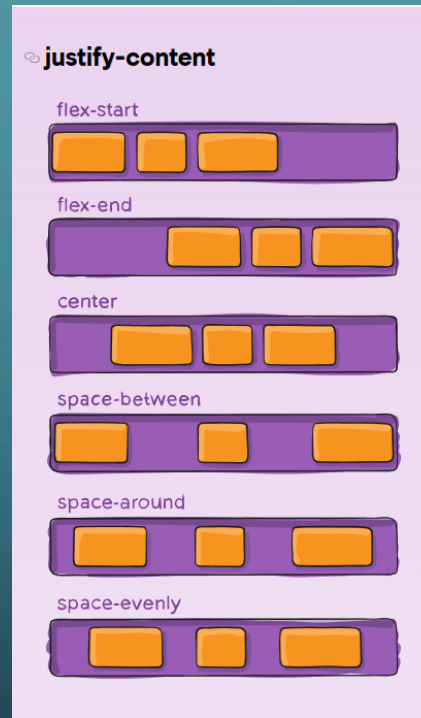 justify-content
flex-start
flex-end
center
space-between
space-around
space-evenly